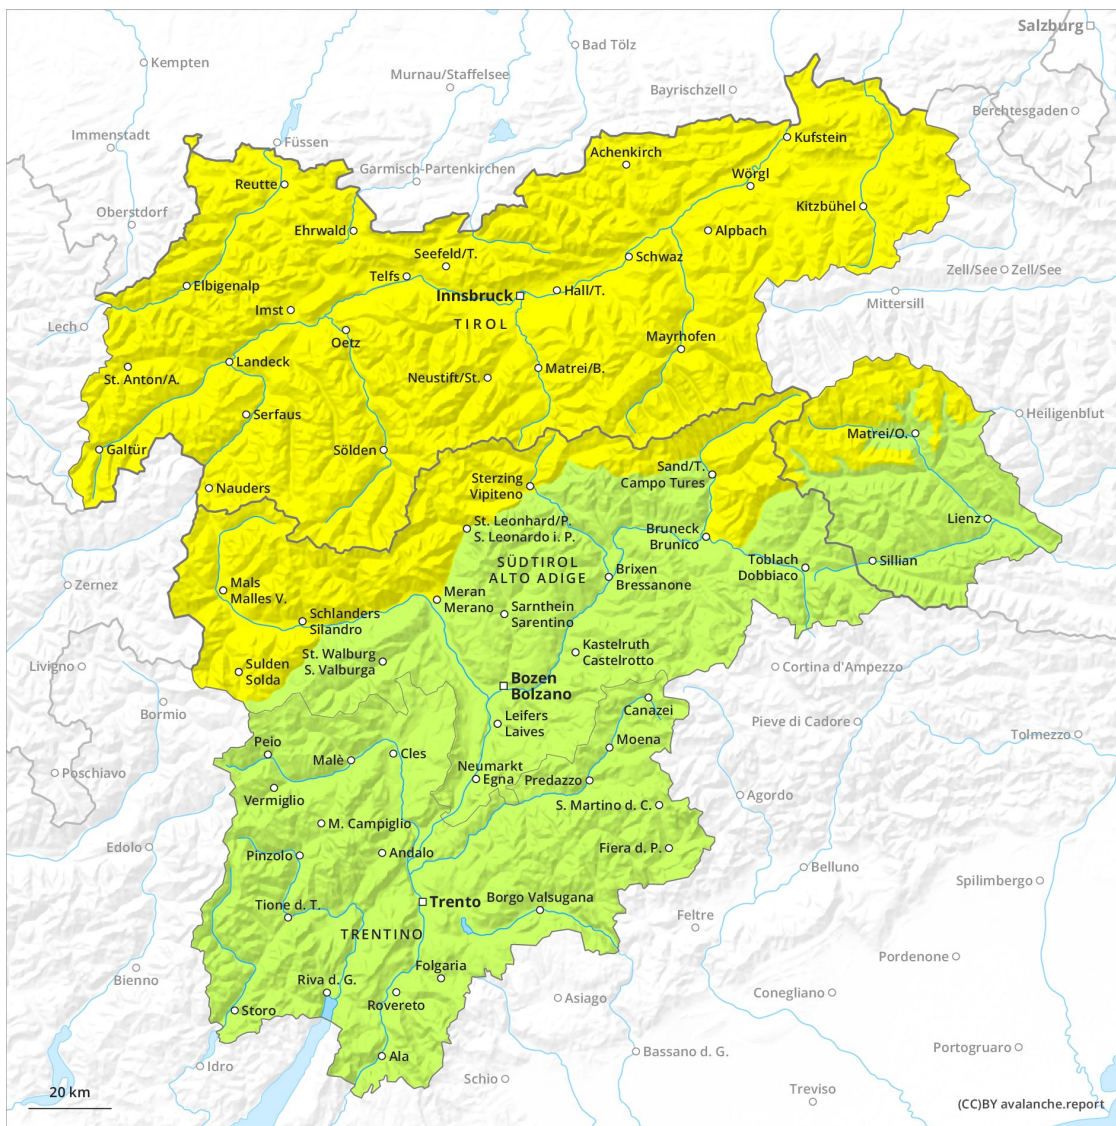 Salzburg
Bad Tölz
Kempten
Murnau/Staffelsee
Bayrischzell
Berchtesgaden
Immenstadt
Füssen
Kufstein
Achenkirch
Garmisch-Partenkirchen
Wörgl
Reutte
Oberstdorf
Kitzbühel
Ehrwald
Alpbach
Seefeld/T.
Schwaz
Telfs
Zell/See
Zell/See
Elbigenalp
Hall/T.
Innsbruck
Mittersill
Imst
TIROL
Lech
Oetz
Mayrhofen
Landeck
Matrei/B.
St. Anton/A.
Neustift/St.
Serfaus
Heiligenblut
Matrei/O.
Galtür
Sölden
Sand/T.
Campo Tures
Sterzing
Vipiteno
Nauders
St. Leonhard/P.
S. Leonardo i. P.
Lienz
Bruneck
Brunico
SÜDTIROL
ALTO ADIGE
Toblach
Dobbiaco
Sillian
Brixen
Bressanone
Zernez
Mals
Malles V.
Meran
Merano
Sarnthein
Sarentino
Schlanders
Silandro
Kastelruth
Castelrotto
St. Walburg
S. Valburga
Livigno
Sulden
Solda
Cortina d'Ampezzo
Bozen
Bolzano
Bormio
Canazei
Leifers
Laives
Pieve di Cadore
Tolmezzo
Peio
Moena
Malè
Cles
Neumarkt
Egna
Predazzo
Poschiavo
Vermiglio
Agordo
S. Martino d. C.
M. Campiglio
Edolo
Fiera d. P.
Pinzolo
Andalo
Belluno
Spilimbergo
Borgo Valsugana
Trento
Tione d. T.
Feltre
TRENTINO
Pordenone
Folgaria
Bienno
Riva d. G.
Conegliano
Asiago
Rovereto
Storo
Portogruaro
Bassano d. G.
Ala
Idro
Schio
Treviso
20 km
(CC)BY avalanche.report